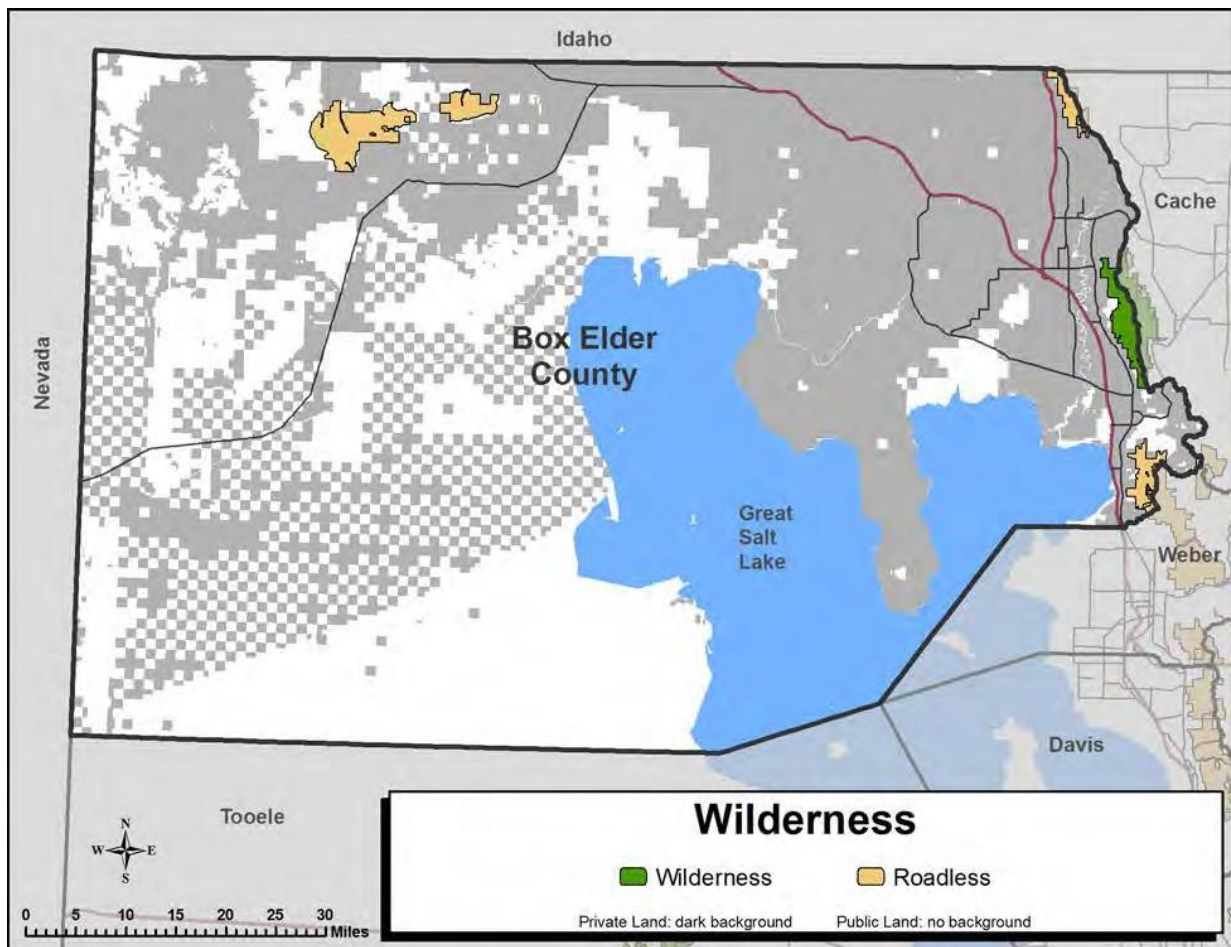 Idaho
Cache
Nevada
Box Elder
County
Great
Salt
Lake
Weber
Davis
Tooele
N
W E
S
0 5 10 15 20 25 30
Miles
Wilderness
Wilderness Roadless
Private Land: dark background Public Land: no background